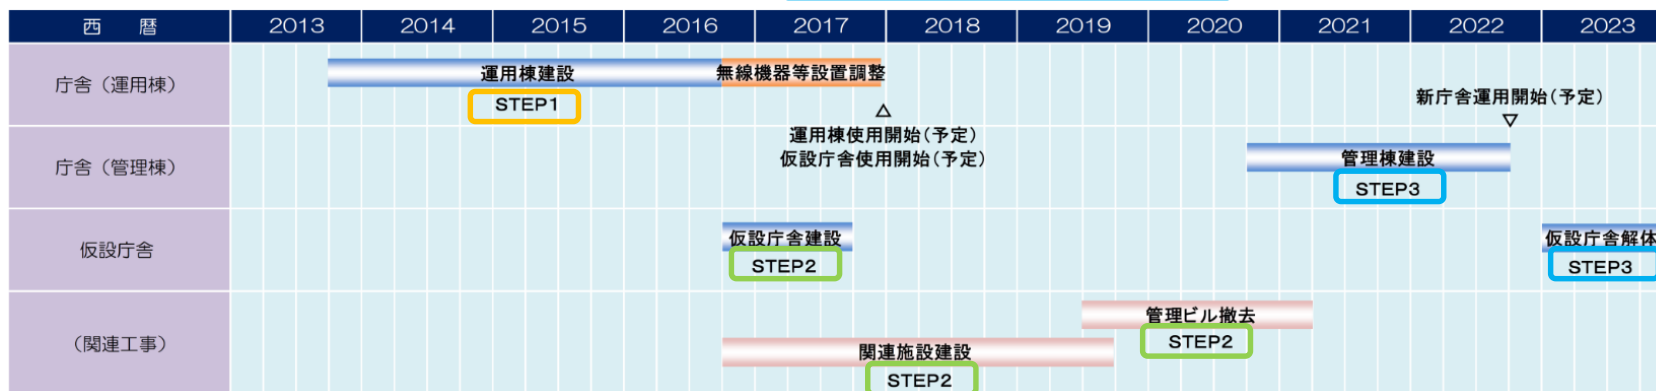 西 暦 2013 2014 2015 2016 2017 2018 2019 2020 2021 2022 2023
庁舎(運用棟)
運用棟建設
無線機器等設置調整
STEP1
△
運用棟使用開始(予定)
仮設庁舎使用開始(予定)
新庁舎運用開始(予定)
▽
庁舎(管理棟)
管理棟建設
STEP3
仮設庁舎
仮設庁舎建設
STEP2
仮設庁舎解体
STEP3
(関連工事)
管理ビル撤去
STEP2
関連施設建設
STEP2